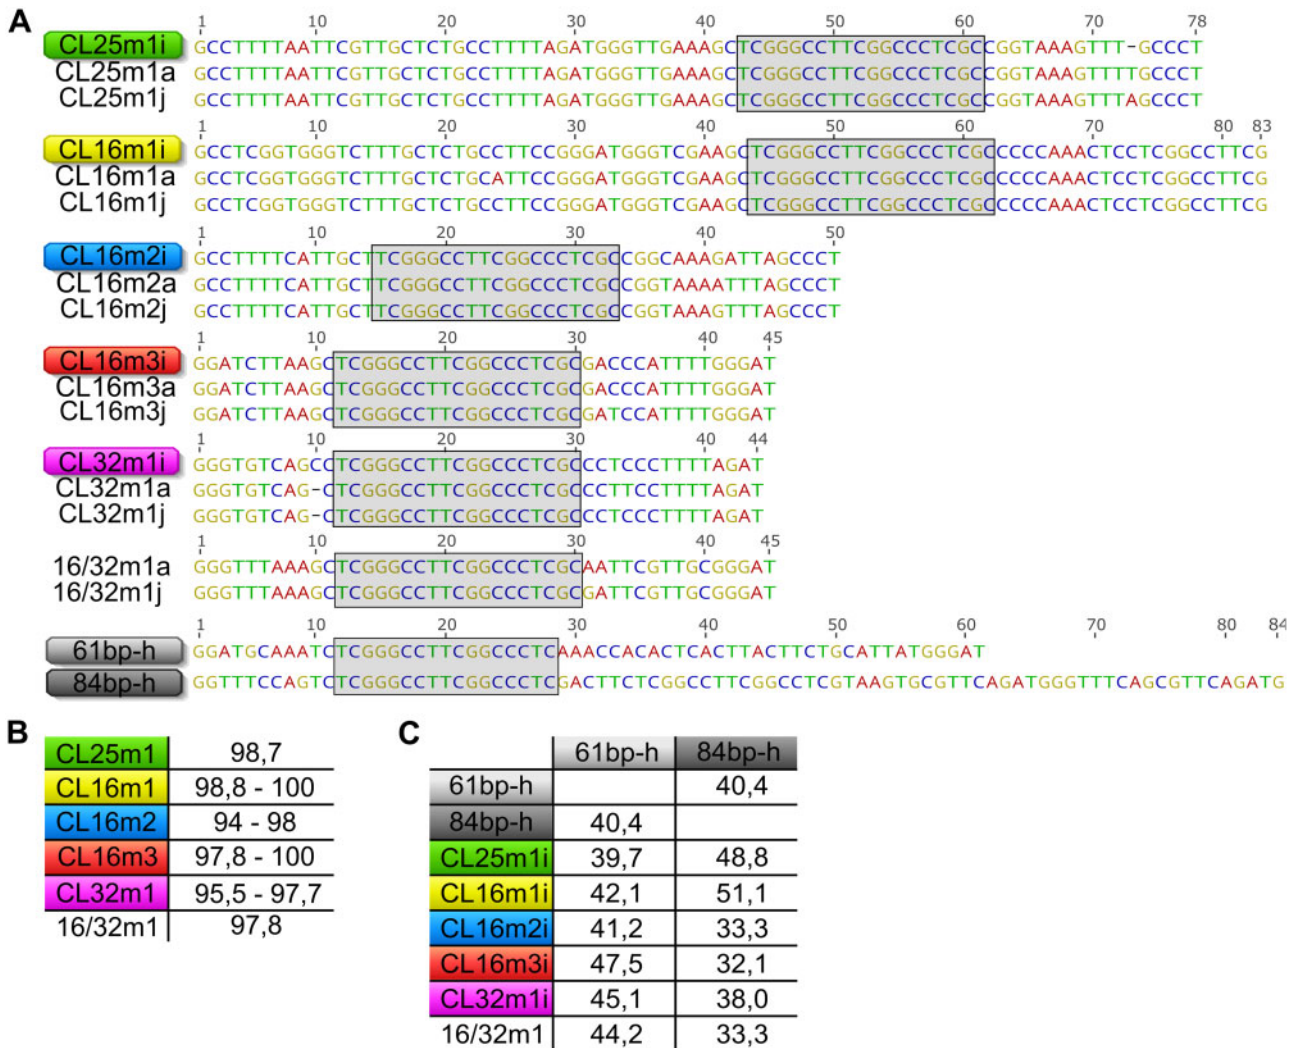 A
1 10 20 30 40 50 60 70 78
CL25m1i GCCTTTTAATTCGTTGCTCTGCCTTTTAGATGGGTTGAAAGCTCGGGCCTTCGGCCCTCGCCGGTAAAGTTT-GCCCT
CL25m1a GCCTTTTAATTCGTTGCTCTGCCTTTTAGATGGGTTGAAAGCTCGGGCCTTCGGCCCTCGCCGGTAAAGTTTTGCCCT
CL25m1j GCCTTTTAATTCGTTGCTCTGCCTTTTAGATGGGTTGAAAGCTCGGGCCTTCGGCCCTCGCCGGTAAAGTTTAGCCCT
1 10 20 30 40 50 60 70 80 83
CL16m1i GCCTCGGTGGGTCTTTGCTCTGCCTTCCGGGATGGGTCGAAGCTCGGGCCTTCGGCCCTCGCCCCCAAACTCCTCGGCCTTCG
CL16m1a GCCTCGGTGGGTCTTTGCTCTGCATTCCGGGATGGGTCGAAGCTCGGGCCTTCGGCCCTCGCCCCCAAACTCCTCGGCCTTCG
CL16m1j GCCTCGGTGGGTCTTTGCTCTGCCTTCCGGGATGGGTCGAAGCTCGGGCCTTCGGCCCTCGCCCCCAAACTCCTCGGCCTTCG
1 10 20 30 40 50
CL16m2i GCCTTTTCATTGCTTCGGGCCTTCGGCCCTCGCCGGCAAAGATTAGCCCT
CL16m2a GCCTTTTCATTGCTTCGGGCCTTCGGCCCTCGCCGGTAAAATTTAGCCCT
CL16m2j GCCTTTTCATTGCTTCGGGCCTTCGGCCCTCGCCGGTAAAGTTTAGCCCT
1 10 20 30 40 45
CL16m3i GGATCTTAAGCTCGGGCCTTCGGCCCTCGCGACCCATTTTGGGAT
CL16m3a GGATCTTAAGCTCGGGCCTTCGGCCCTCGCGACCCATTTTGGGAT
CL16m3j GGATCTTAAGCTCGGGCCTTCGGCCCTCGCGATCCATTTTGGGAT
1 10 20 30 40 44
CL32m1i GGGTGTCAGCCTCGGGCCTTCGGCCCTCGCCCTCCCTTTTAGAT
CL32m1a GGGTGTCAG-CTCGGGCCTTCGGCCCTCGCCCTTCCTTTTAGAT
CL32m1j GGGTGTCAG-CTCGGGCCTTCGGCCCTCGCCCTCCCTTTTAGAT
1 10 20 30 40 45
16/32m1a GGGTTTAAAGCTCGGGCCTTCGGCCCTCGCAATTCGTTGCGGGAT
16/32m1j GGGTTTAAAGCTCGGGCCTTCGGCCCTCGCGATTCGTTGCGGGAT
1 10 20 30 40 50 60 70 80 84
61bp-h GGATGCAAATCTCGGGCCTTCGGCCCTCAAACCACACTCACTTACTTCTGCATTATGGGAT
84bp-h GGTTTCCAGTCTCGGGCCTTCGGCCCTCGACTTCTCGGCCTTCGGCCTCGTAAGTGCGTTCAGATGGGTTTCAGCGTTCAGATG
B
CL25m1 98,7
CL16m1 98,8 - 100
CL16m2 94 - 98
CL16m3 97,8 - 100
CL32m1 95,5 - 97,7
16/32m1 97,8
C
61bp-h 84bp-h
61bp-h 40,4
84bp-h 40,4
CL25m1i 39,7 48,8
CL16m1i 42,1 51,1
CL16m2i 41,2 33,3
CL16m3i 47,5 32,1
CL32m1i 45,1 38,0
16/32m1 44,2 33,3